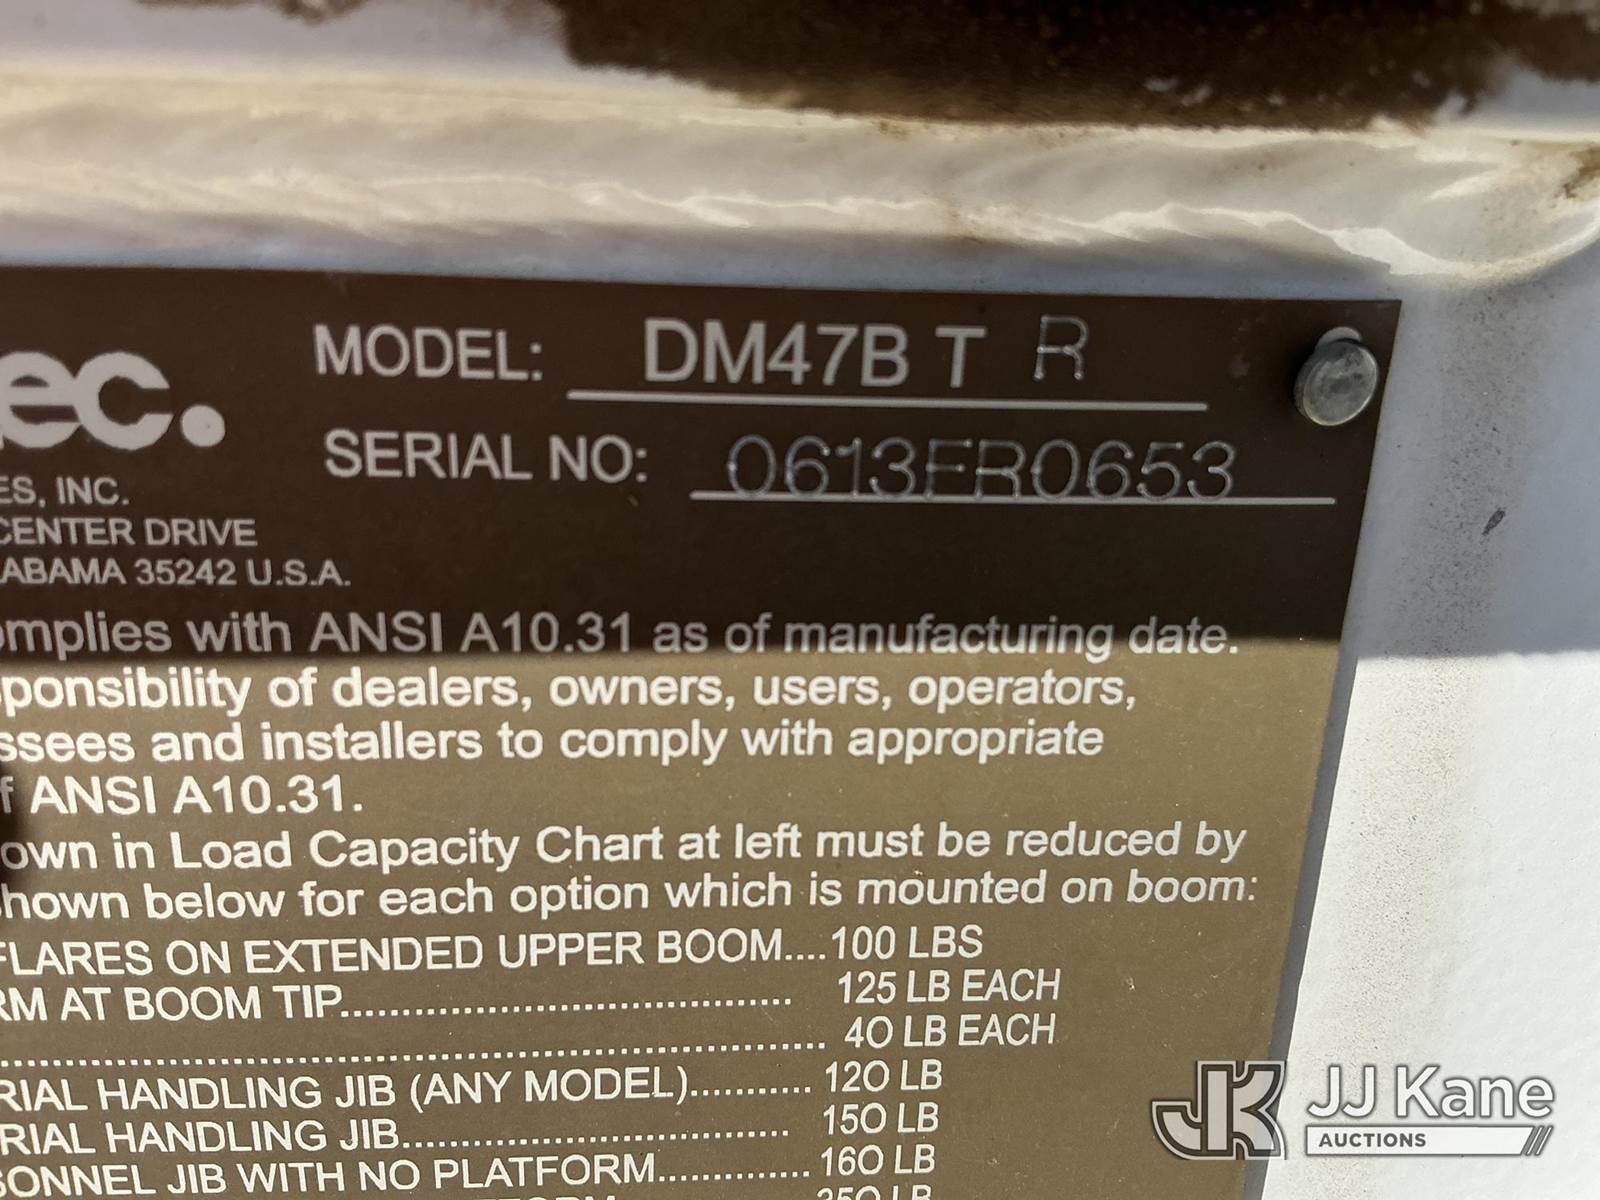 ec.
MODEL: DM47B T R
SERIAL NO: 0613FR0653
ES, INC.
CENTER DRIVE
ABAMA 35242 U.S.A.
omplies with ANSI A10.31 as of manufacturing date.
ponsibility of dealers, owners, users, operators,
ssees and installers to comply with appropriate
f ANSI A10.31.
own in Load Capacity Chart at left must be reduced by
hown below for each option which is mounted on boom:
FLARES ON EXTENDED UPPER BOOM....100 LBS
RM AT BOOM TIP.................................... 125 LB EACH
.................................................................... 40 LB EACH
RIAL HANDLING JIB (ANY MODEL)........... 120 LB
RIAL HANDLING JIB................................ 150 LB
SONNEL JIB WITH NO PLATFORM............. 160 LB
250 LB
JK JJ Kane
AUCTIONS